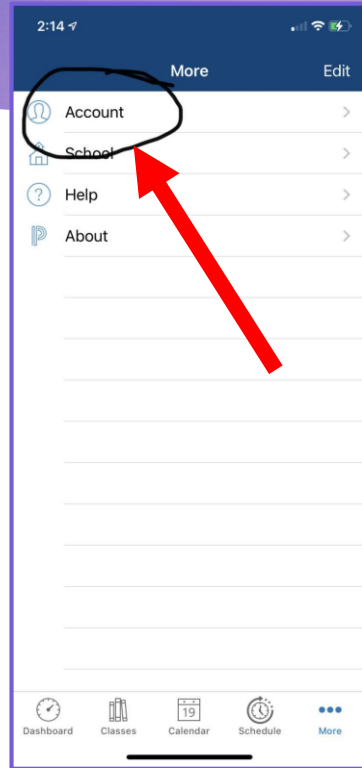 2:14
More Edit
Account
School
Help
About
19
Dashboard Classes Calendar Schedule More